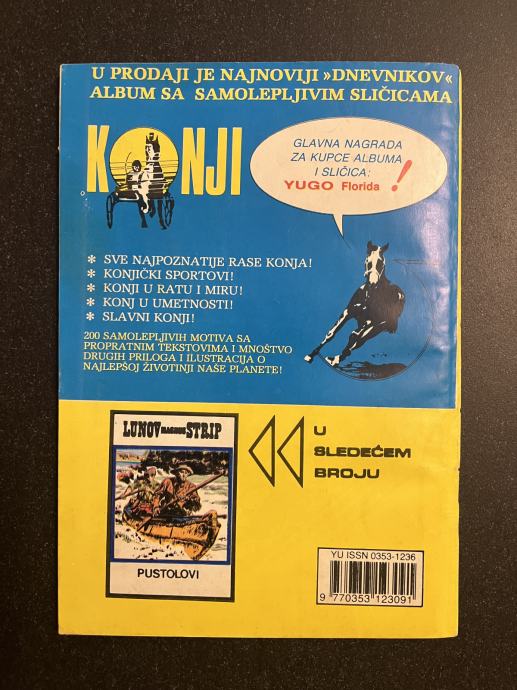 U PRODAJI JE NAJNOVIJI »DNEVNIKOV«
ALBUM SA SAMOLEPLJIVIM SLIČICAMA
KONJI
GLAVNA NAGRADA
ZA KUPCE ALBUMA
I SLIČICA:
YUGO Florida !
* SVE NAJPOZNATIJE RASE KONJA!
* KONJIČKI SPORTOVI!
* KONJI U RATU I MIRU!
* KONJ U UMETNOSTI!
* SLAVNI KONJI!
200 SAMOLEPLJIVIH MOTIVA SA
PROPRATNIM TEKSTOVIMA I MNOŠTVO
DRUGIH PRILOGA I ILUSTRACIJA O
NAJLEPŠOJ ŽIVOTINJI NAŠE PLANETE!
LUNOV MAGNUS STRIP
PUSTOLOVI
U
SLEDEĆEM
BROJU
YU ISSN 0353-1236
9 770353 123091